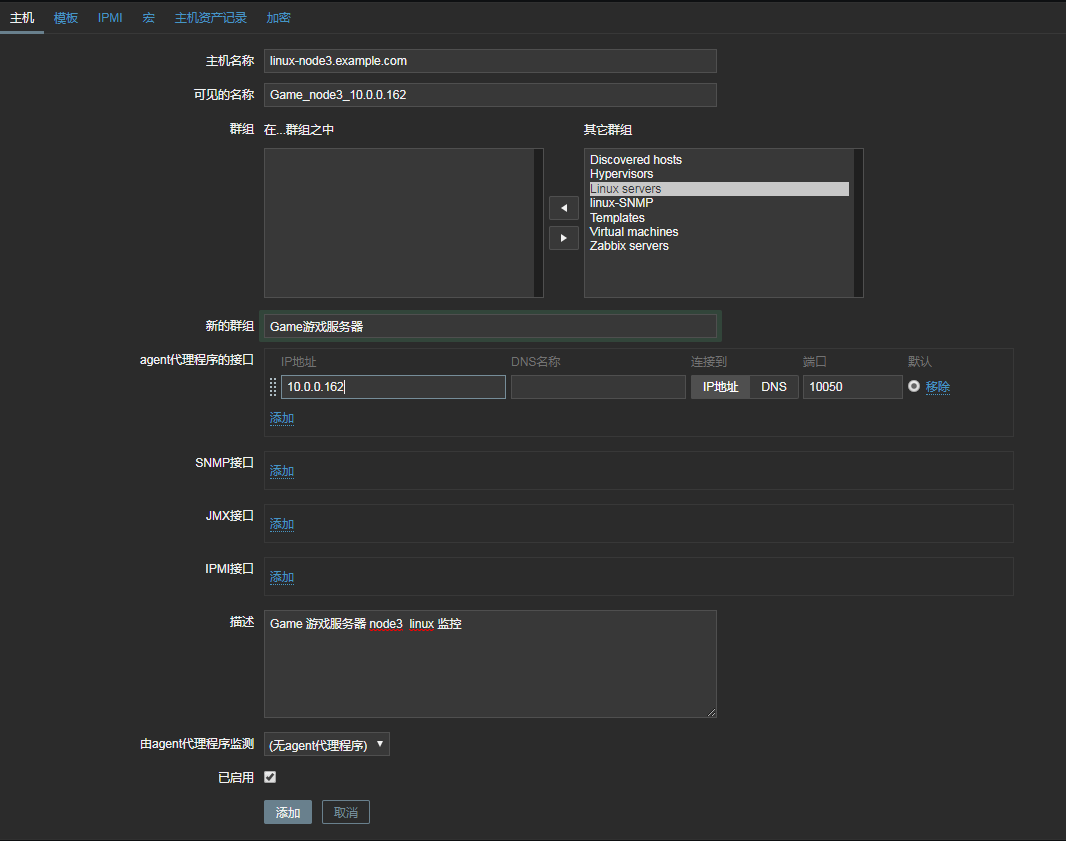 主机 模板 IPMI 宏 主机资产记录 加密
主机名称 linux-node3.example.com
可见的名称 Game_node3_10.0.0.162
群组 在...群组之中 其它群组
Discovered hosts
Hypervisors
Linux servers
linux-SNMP
Templates
Virtual machines
Zabbix servers
新的群组 Game游戏服务器
agent代理程序的接口 IP地址 DNS名称 连接到 端口 默认
10.0.0.162 IP地址 DNS 10050 移除
添加
SNMP接口 添加
JMX接口 添加
IPMI接口 添加
描述 Game 游戏服务器 node3 linux 监控
由agent代理程序监测 (无agent代理程序)
已启用
添加 取消